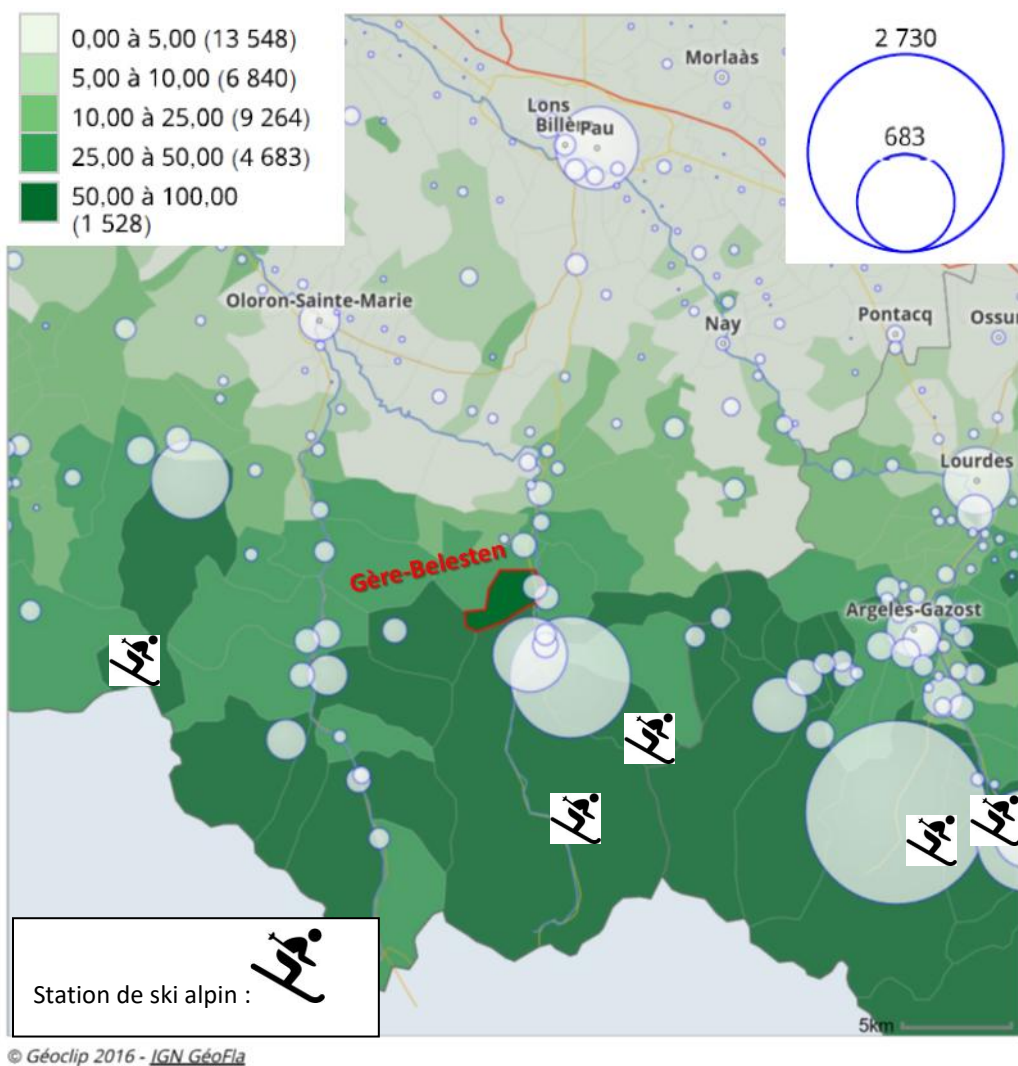 0,00 à 5,00 (13 548)
5,00 à 10,00 (6 840)
10,00 à 25,00 (9 264)
25,00 à 50,00 (4 683)
50,00 à 100,00
(1 528)
2 730
683
Morlaàs
Lons
Billère
Pau
Oloron-Sainte-Marie
Nay
Pontacq
Ossun
Lourdes
Gère-Belesten
Argelès-Gazost
Station de ski alpin :
5km
© Géoclip 2016 - IGN GéoFla